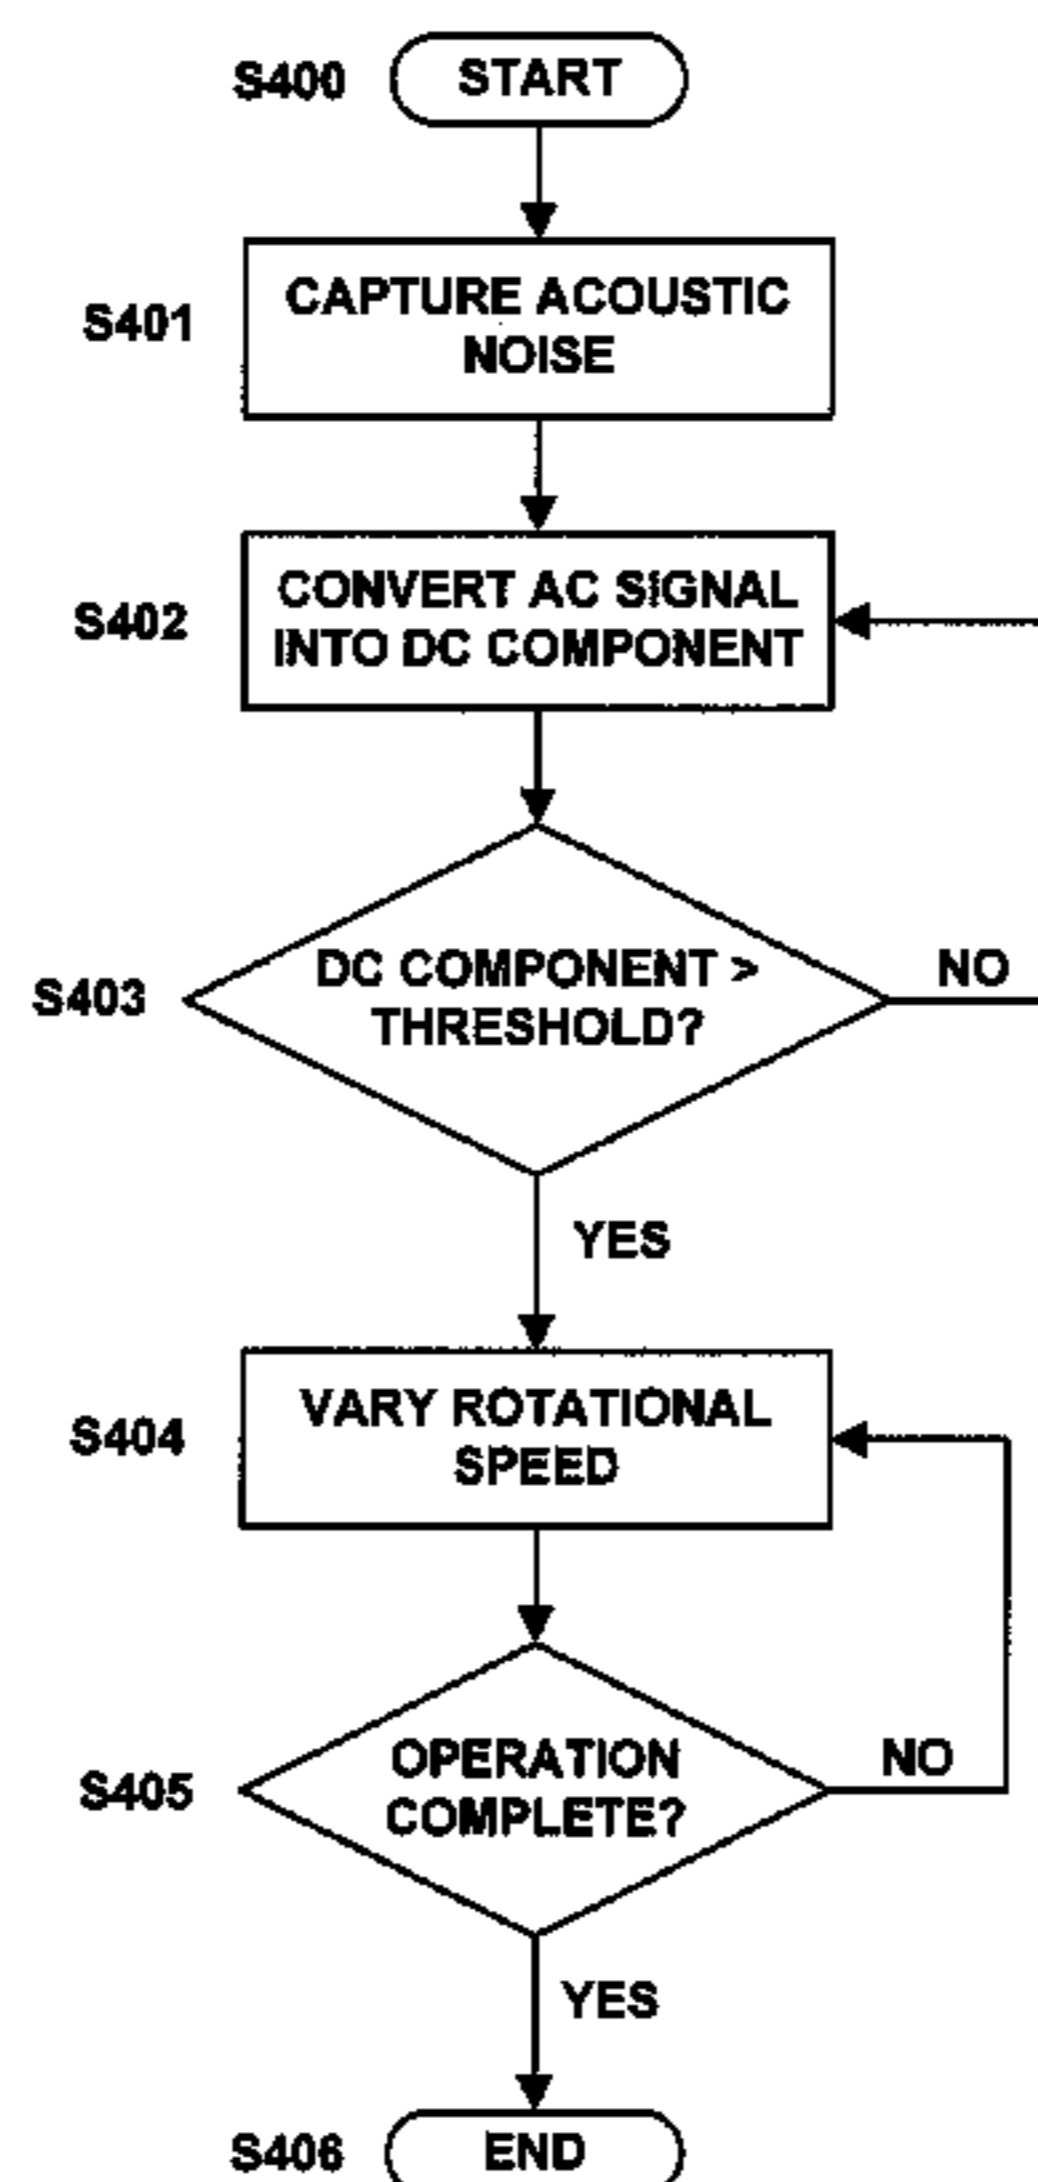 S400 START
S401 CAPTURE ACOUSTIC
NOISE
S402 CONVERT AC SIGNAL
INTO DC COMPONENT
S403 DC COMPONENT > NO
THRESHOLD?
YES
S404 VARY ROTATIONAL
SPEED
S405 OPERATION NO
COMPLETE?
YES
S406 END